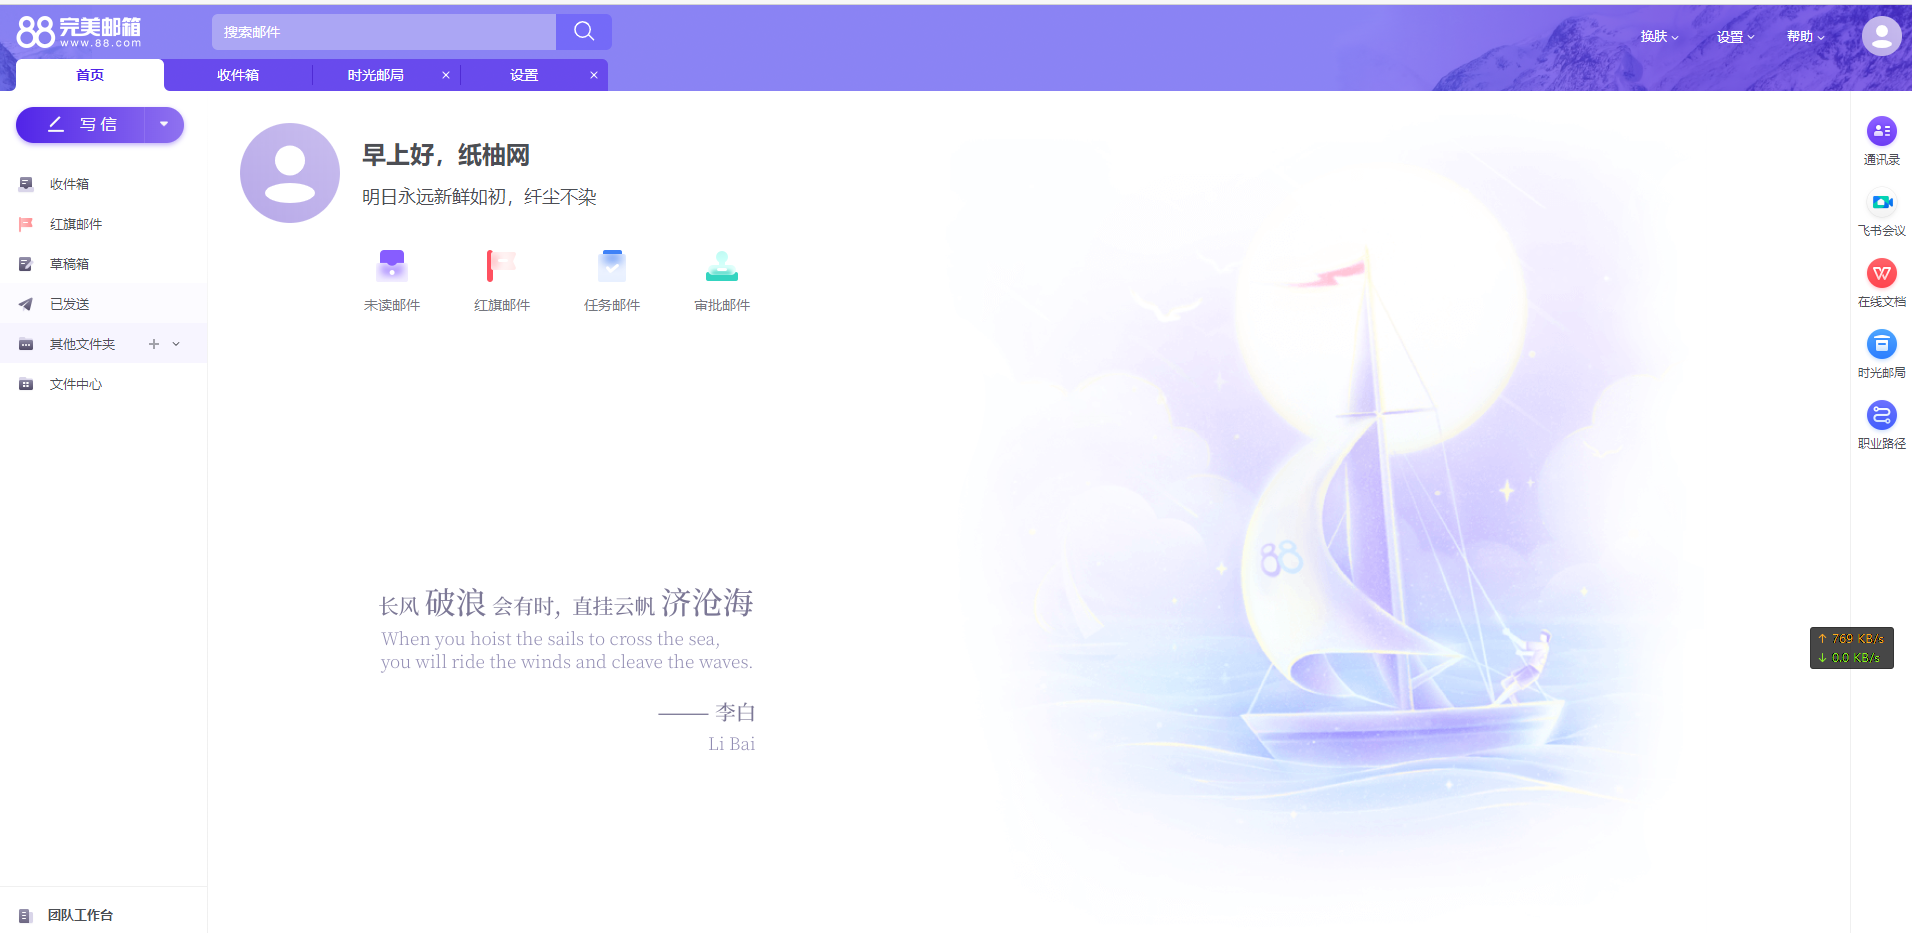 88 完美邮箱
www.88.com
搜索邮件
换肤
设置
帮助
首页
收件箱
时光邮局 ×
设置 ×
写 信
收件箱
红旗邮件
草稿箱
已发送
其他文件夹 +
文件中心
团队工作台
早上好，纸柚网
明日永远新鲜如初，纤尘不染
未读邮件
红旗邮件
任务邮件
审批邮件
长风 破浪 会有时，直挂云帆 济沧海
When you hoist the sails to cross the sea,
you will ride the winds and cleave the waves.
—— 李白
Li Bai
88
通讯录
飞书会议
在线文档
时光邮局
职业路径
↑ 769 KB/s
↓ 0.0 KB/s